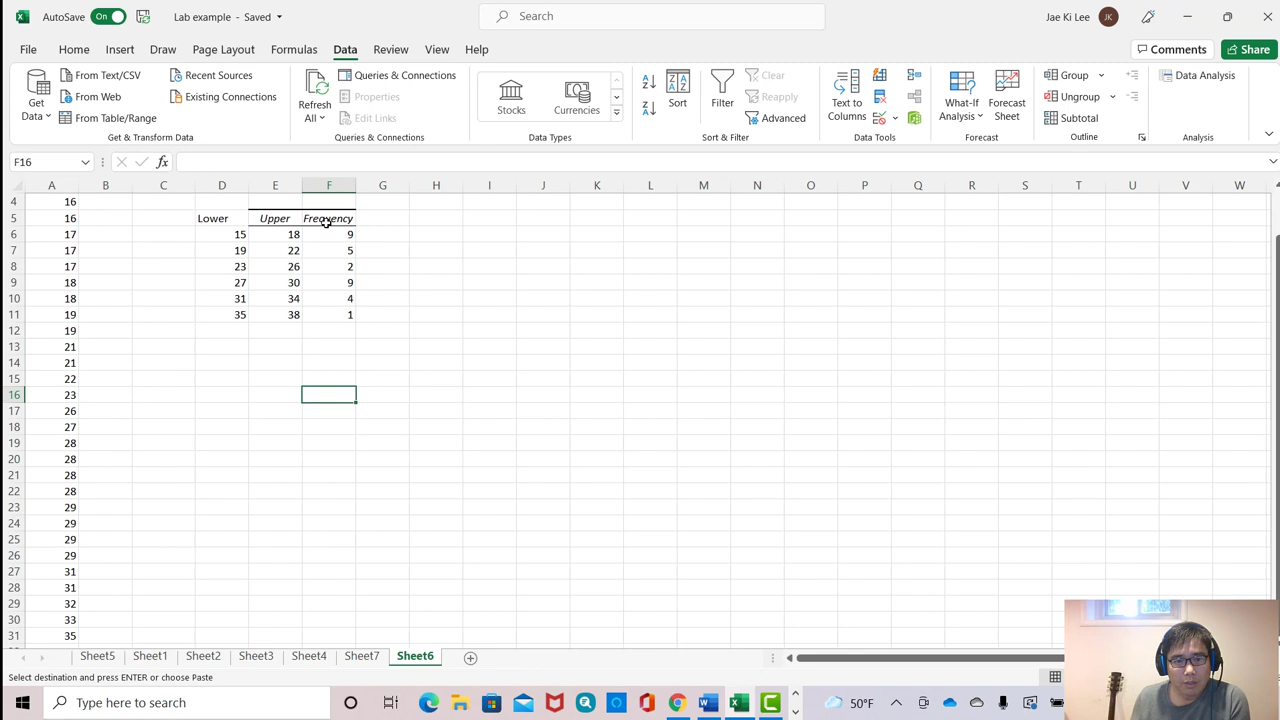 AutoSave On Lab example - Saved Search Jae Ki Lee JK
File Home Insert Draw Page Layout Formulas Data Review View Help Comments Share
Get Data From Text/CSV From Web From Table/Range Recent Sources Existing Connections
Get & Transform Data
Refresh All Queries & Connections Properties Edit Links
Queries & Connections
Stocks Currencies
Data Types
Sort Filter Clear Reapply Advanced
Sort & Filter
Text to Columns
Data Tools
What-If Analysis Forecast Sheet
Forecast
Group Ungroup Subtotal
Outline
Data Analysis
Analysis
F16 fx
A B C D E F G H I J K L M N O P Q R S T U V W
4 16
5 16 Lower Upper Frequency
6 17 15 18 9
7 17 19 22 5
8 17 23 26 2
9 18 27 30 9
10 18 31 34 4
11 19 35 38 1
12 19
13 21
14 21
15 22
16 23
17 26
18 27
19 28
20 28
21 28
22 28
23 29
24 29
25 29
26 29
27 31
28 31
29 32
30 33
31 35
Sheet5 Sheet1 Sheet2 Sheet3 Sheet4 Sheet7 Sheet6
Select destination and press ENTER or choose Paste
Type here to search 50°F